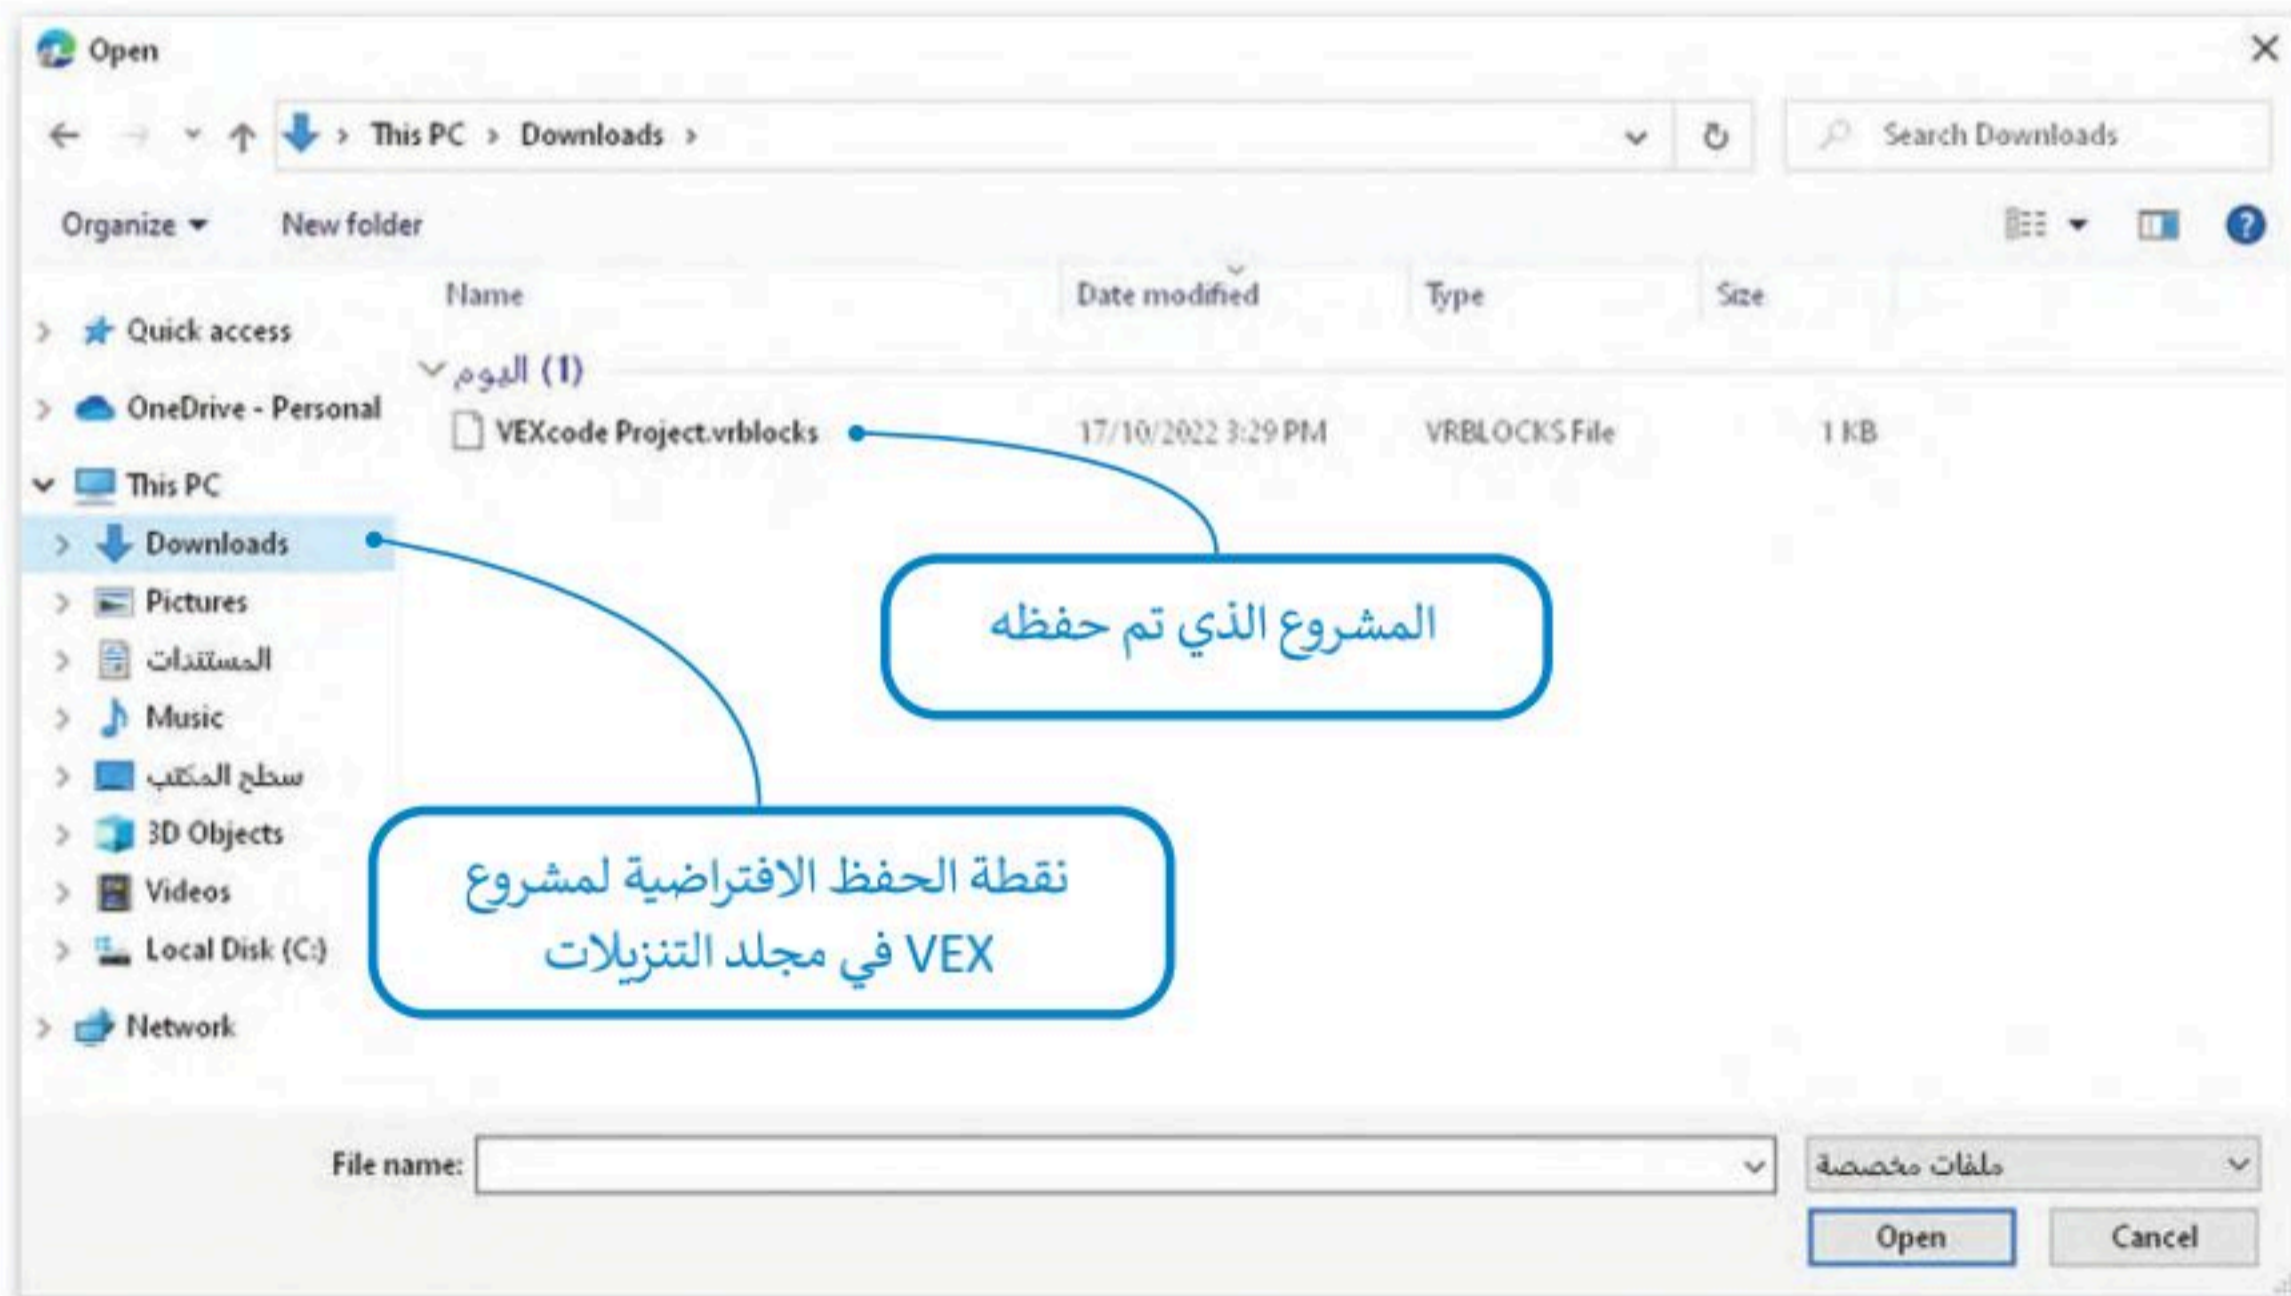 Open
This PC > Downloads >
Search Downloads
Organize
New folder
Name
Date modified
Type
Size
Quick access
OneDrive - Personal
This PC
Downloads
Pictures
المستندات
Music
سطح المكتب
3D Objects
Videos
Local Disk (C:)
Network
اليوم (1)
VEXcode Project.vrblocks
17/10/2022 3:29 PM
VRBLOCKS File
1 KB
المشروع الذي تم حفظه
نقطة الحفظ الافتراضية لمشروع
VEX في مجلد التنزيلات
File name:
ملفات مخصصة
Open
Cancel